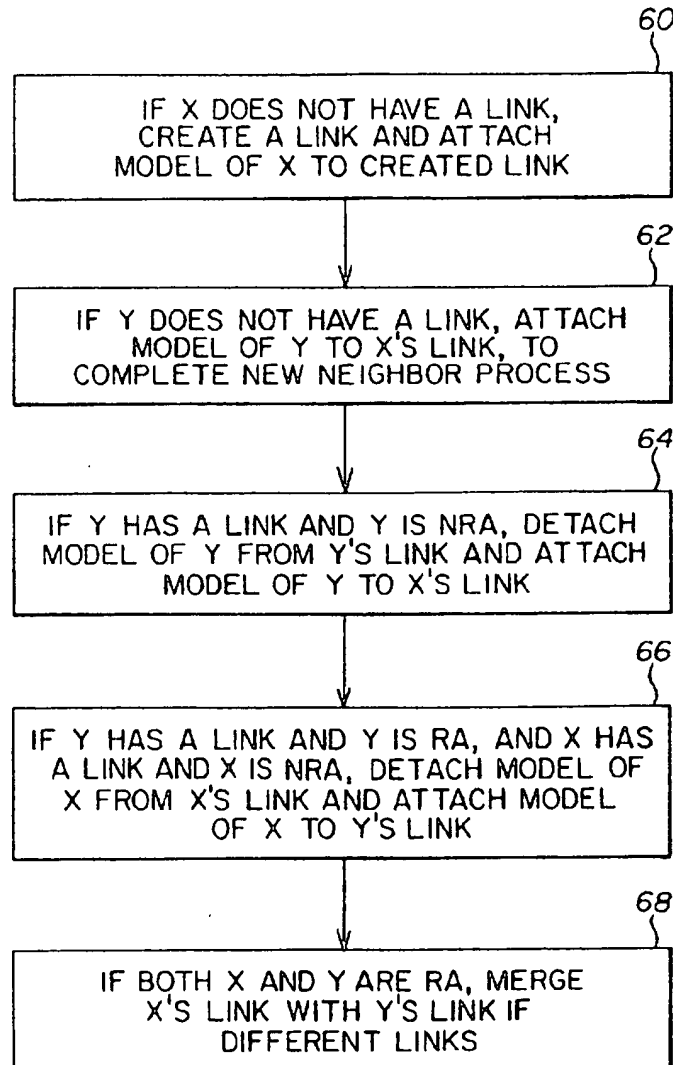 60
IF X DOES NOT HAVE A LINK,
CREATE A LINK AND ATTACH
MODEL OF X TO CREATED LINK
62
IF Y DOES NOT HAVE A LINK, ATTACH
MODEL OF Y TO X'S LINK, TO
COMPLETE NEW NEIGHBOR PROCESS
64
IF Y HAS A LINK AND Y IS NRA, DETACH
MODEL OF Y FROM Y'S LINK AND ATTACH
MODEL OF Y TO X'S LINK
66
IF Y HAS A LINK AND Y IS RA, AND X HAS
A LINK AND X IS NRA, DETACH MODEL OF
X FROM X'S LINK AND ATTACH MODEL
OF X TO Y'S LINK
68
IF BOTH X AND Y ARE RA, MERGE
X'S LINK WITH Y'S LINK IF
DIFFERENT LINKS